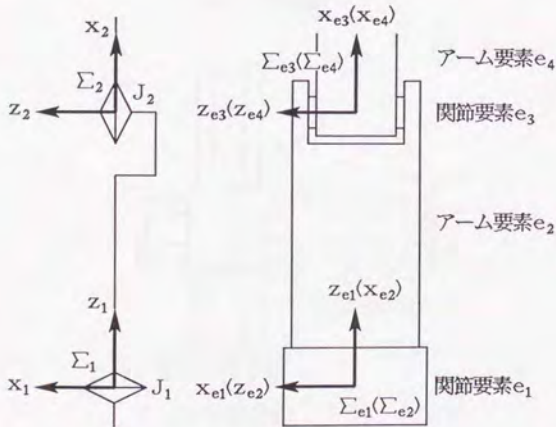 x₂
Σ₂
J₂
z₂
z₁
Σ₁
x₁
J₁
xe3(xe4)
Σe3(Σe4)
ze3(ze4)
ze1(xe2)
xe1(ze2)
Σe1(Σe2)
アーム要素e₄
関節要素e₃
アーム要素e₂
関節要素e₁